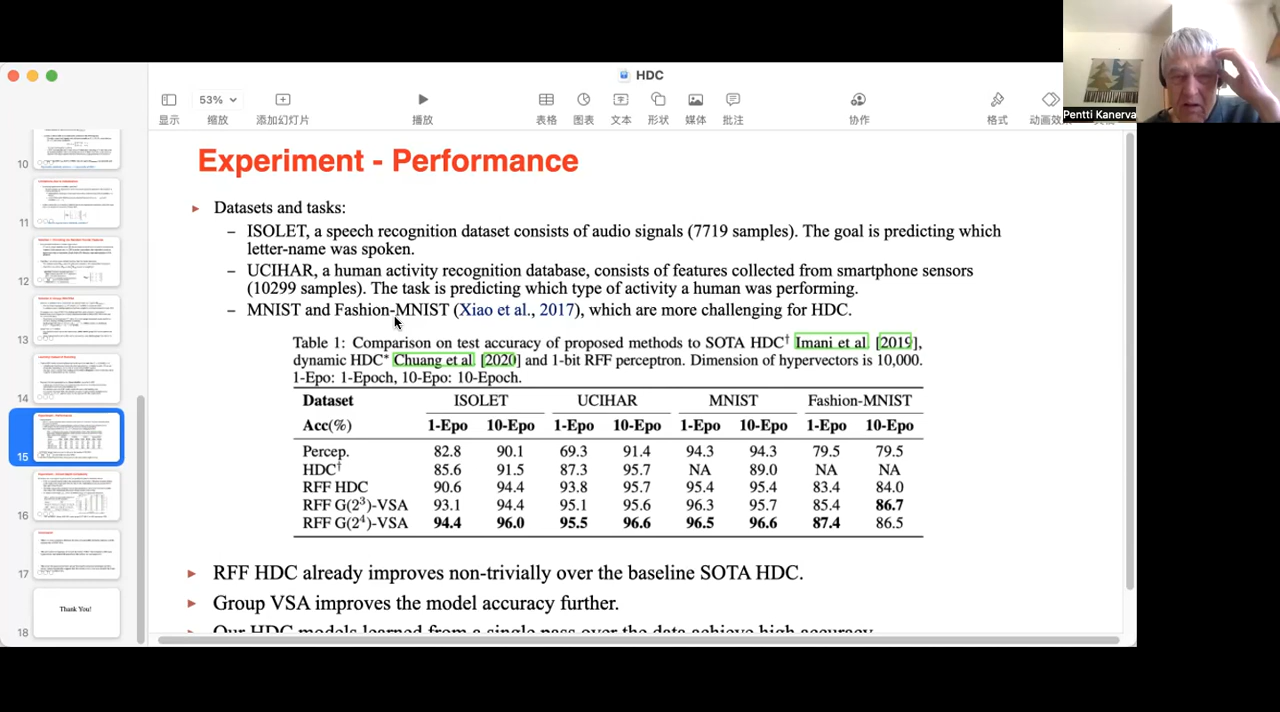 HDC
53%
显示
缩放
添加幻灯片
播放
表格
图表
文本
形状
媒体
批注
协作
格式
Pentti Kanerva
10
11
12
13
14
15
16
17
18
Thank You!
Experiment - Performance
Datasets and tasks:
– ISOLET, a speech recognition dataset consists of audio signals (7719 samples). The goal is predicting which
letter-name was spoken.
– UCIHAR, a human activity recognition database, consists of features collected from smartphone sensors
(10299 samples). The task is predicting which type of activity a human was performing.
– MNIST and Fashion-MNIST (Xiao et al., 2017), which are more challenging for HDC.
Table 1: Comparison on test accuracy of proposed methods to SOTA HDC† Imani et al. [2019],
dynamic HDC* Chuang et al. [2020] and 1-bit RFF perceptron. Dimension of hypervectors is 10,000.
1-Epo: 1-Epoch, 10-Epo: 10-Epoch.
Dataset ISOLET UCIHAR MNIST Fashion-MNIST
Acc(%) 1-Epo 10-Epo 1-Epo 10-Epo 1-Epo 10-Epo 1-Epo 10-Epo
Percep. 82.8 90.1 69.3 91.4 94.3 94.3 79.5 79.5
HDC† 85.6 91.5 87.3 95.7 NA NA NA NA
RFF HDC 90.6 94.4 93.8 95.7 95.4 95.4 83.4 84.0
RFF G(2³)-VSA 93.1 94.4 95.1 95.6 96.3 95.7 85.4 86.7
RFF G(2⁴)-VSA 94.4 96.0 95.5 96.6 96.5 96.6 87.4 86.5
RFF HDC already improves non-trivially over the baseline SOTA HDC.
Group VSA improves the model accuracy further.
Our HDC models learned from a single pass over the data achieve high accuracy.